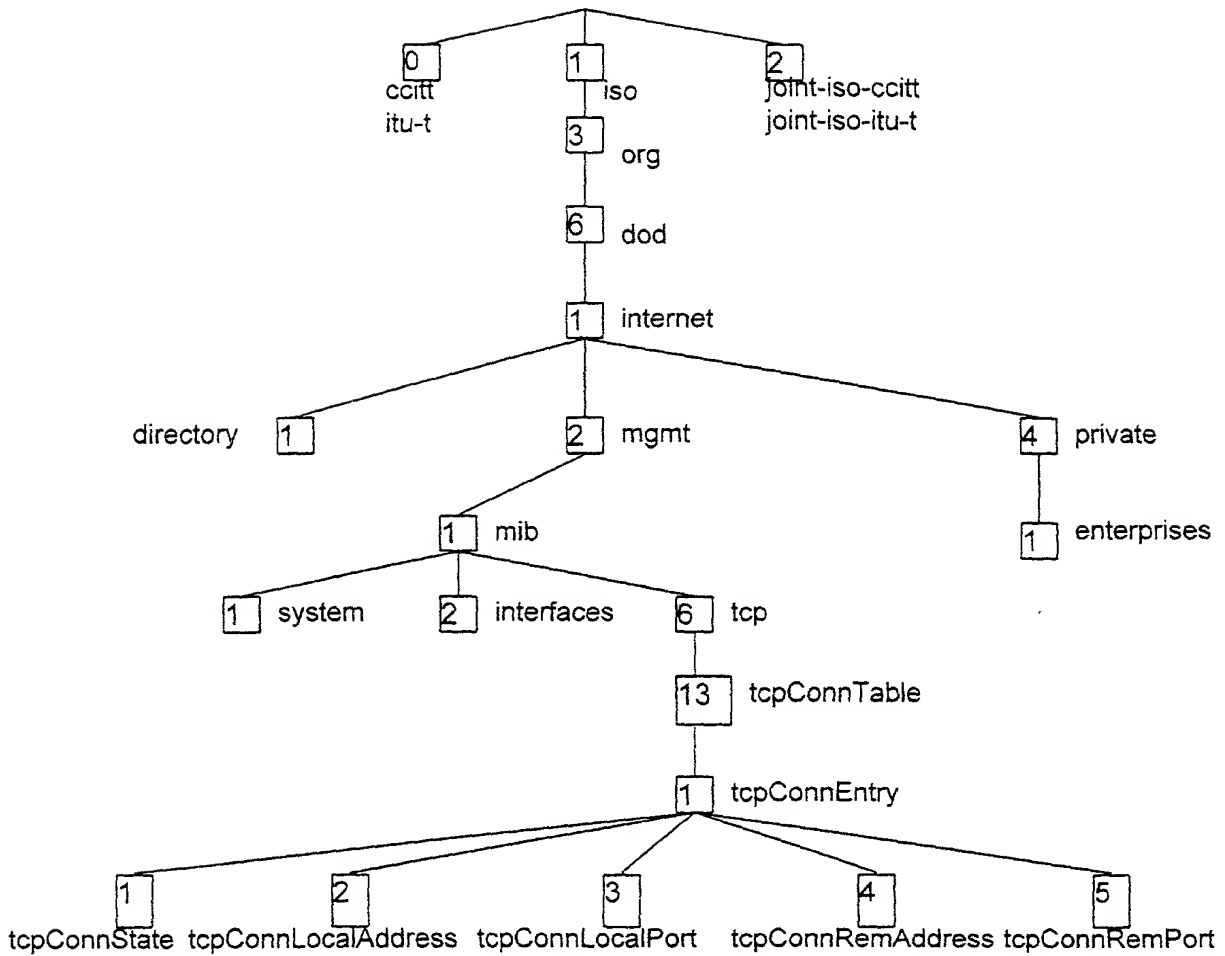 0 1 2
ccitt iso joint-iso-ccitt
itu-t joint-iso-itu-t
3 org
6 dod
1 internet
directory 1 2 mgmt 4 private
1 mib 1 enterprises
1 system 2 interfaces 6 tcp
13 tcpConnTable
1 tcpConnEntry
1 2 3 4 5
tcpConnState tcpConnLocalAddress tcpConnLocalPort tcpConnRemAddress tcpConnRemPort